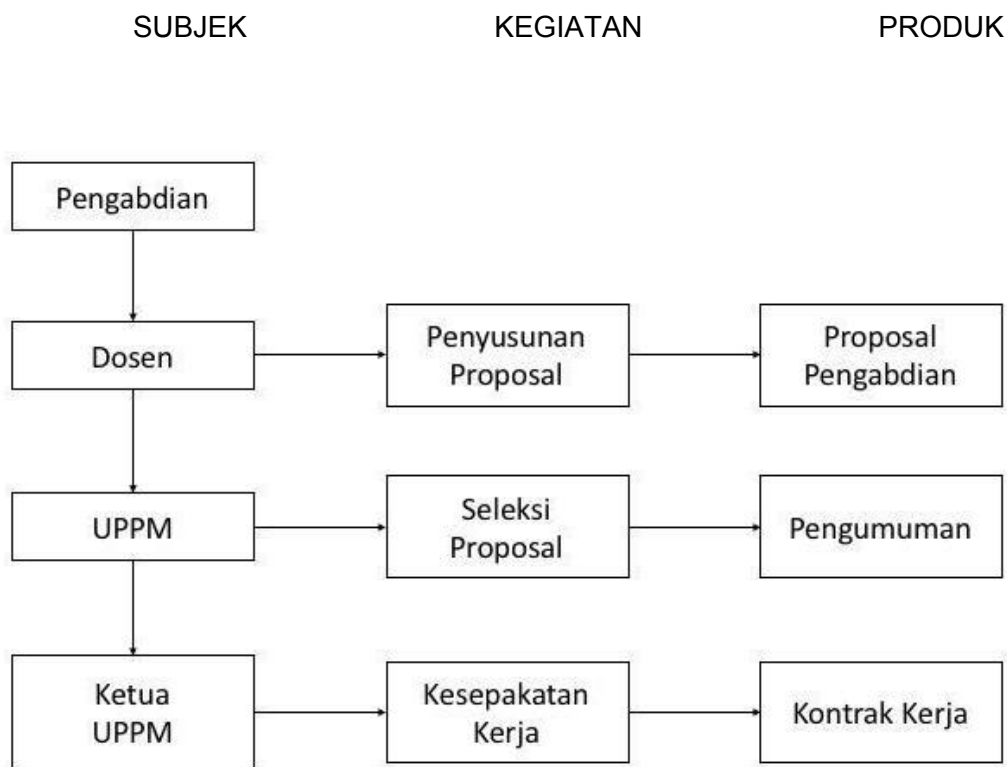 SUBJEK KEGIATAN PRODUK
Pengabdian
Dosen
Penyusunan
Proposal
Proposal
Pengabdian
UPPM
Seleksi
Proposal
Pengumuman
Ketua
UPPM
Kesepakatan
Kerja
Kontrak Kerja